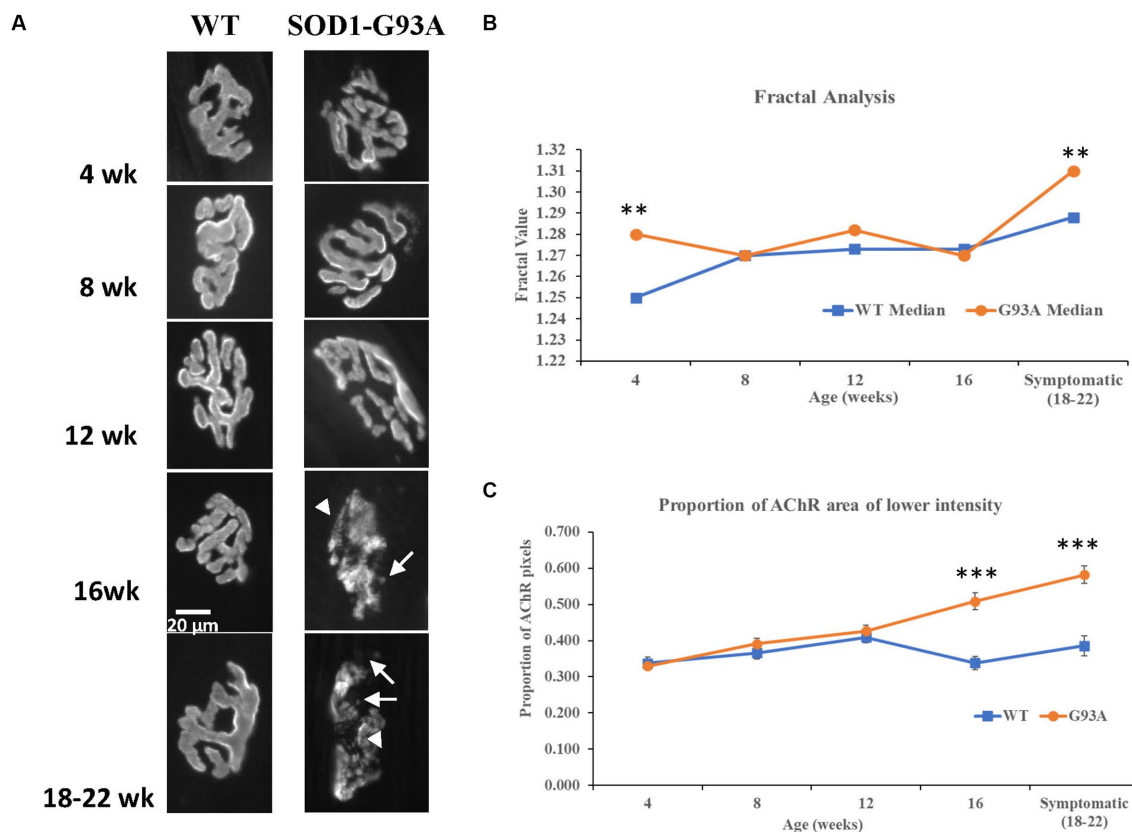 A
WT SOD1-G93A
4 wk
8 wk
12 wk
16wk
20 µm
18-22 wk
B
Fractal Analysis
Fractal Value
1.32
1.31
1.30
1.29
1.28
1.27
1.26
1.25
1.24
1.23
1.22
**
**
WT Median G93A Median
4 8 12 16 Symptomatic
(18-22)
Age (weeks)
C
Proportion of AChR area of lower intensity
Proportion of AChR pixels
0.700
0.600
0.500
0.400
0.300
0.200
0.100
0.000
***
***
WT G93A
4 8 12 16 Symptomatic
(18-22)
Age (weeks)